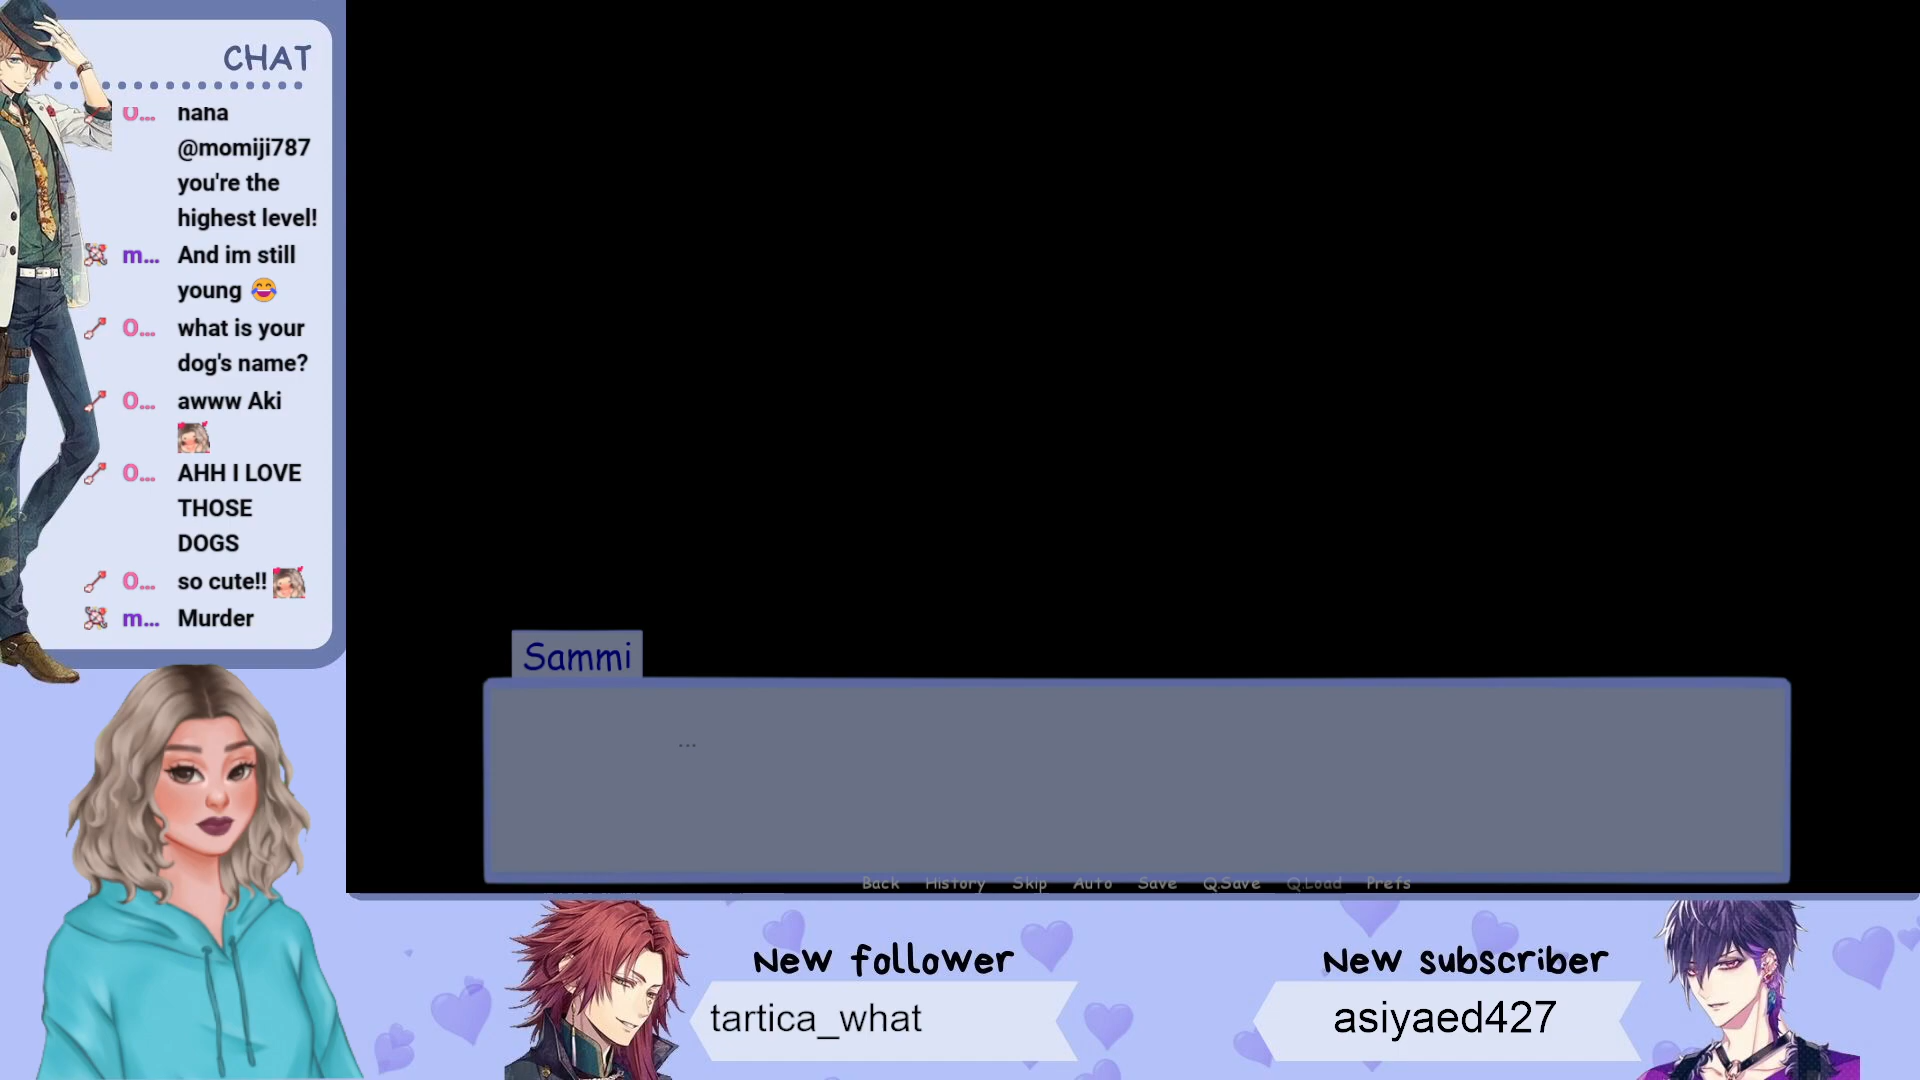 CHAT
O... nana
@momiji787
you're the
highest level!
m... And im still
young 😂
O... what is your
dog's name?
O... awww Aki
O... AHH I LOVE
THOSE
DOGS
O... so cute!!
m... Murder
Sammi
...
Back History Skip Auto Save Q.Save Q.Load Prefs
New follower
tartica_what
New subscriber
asiyaed427